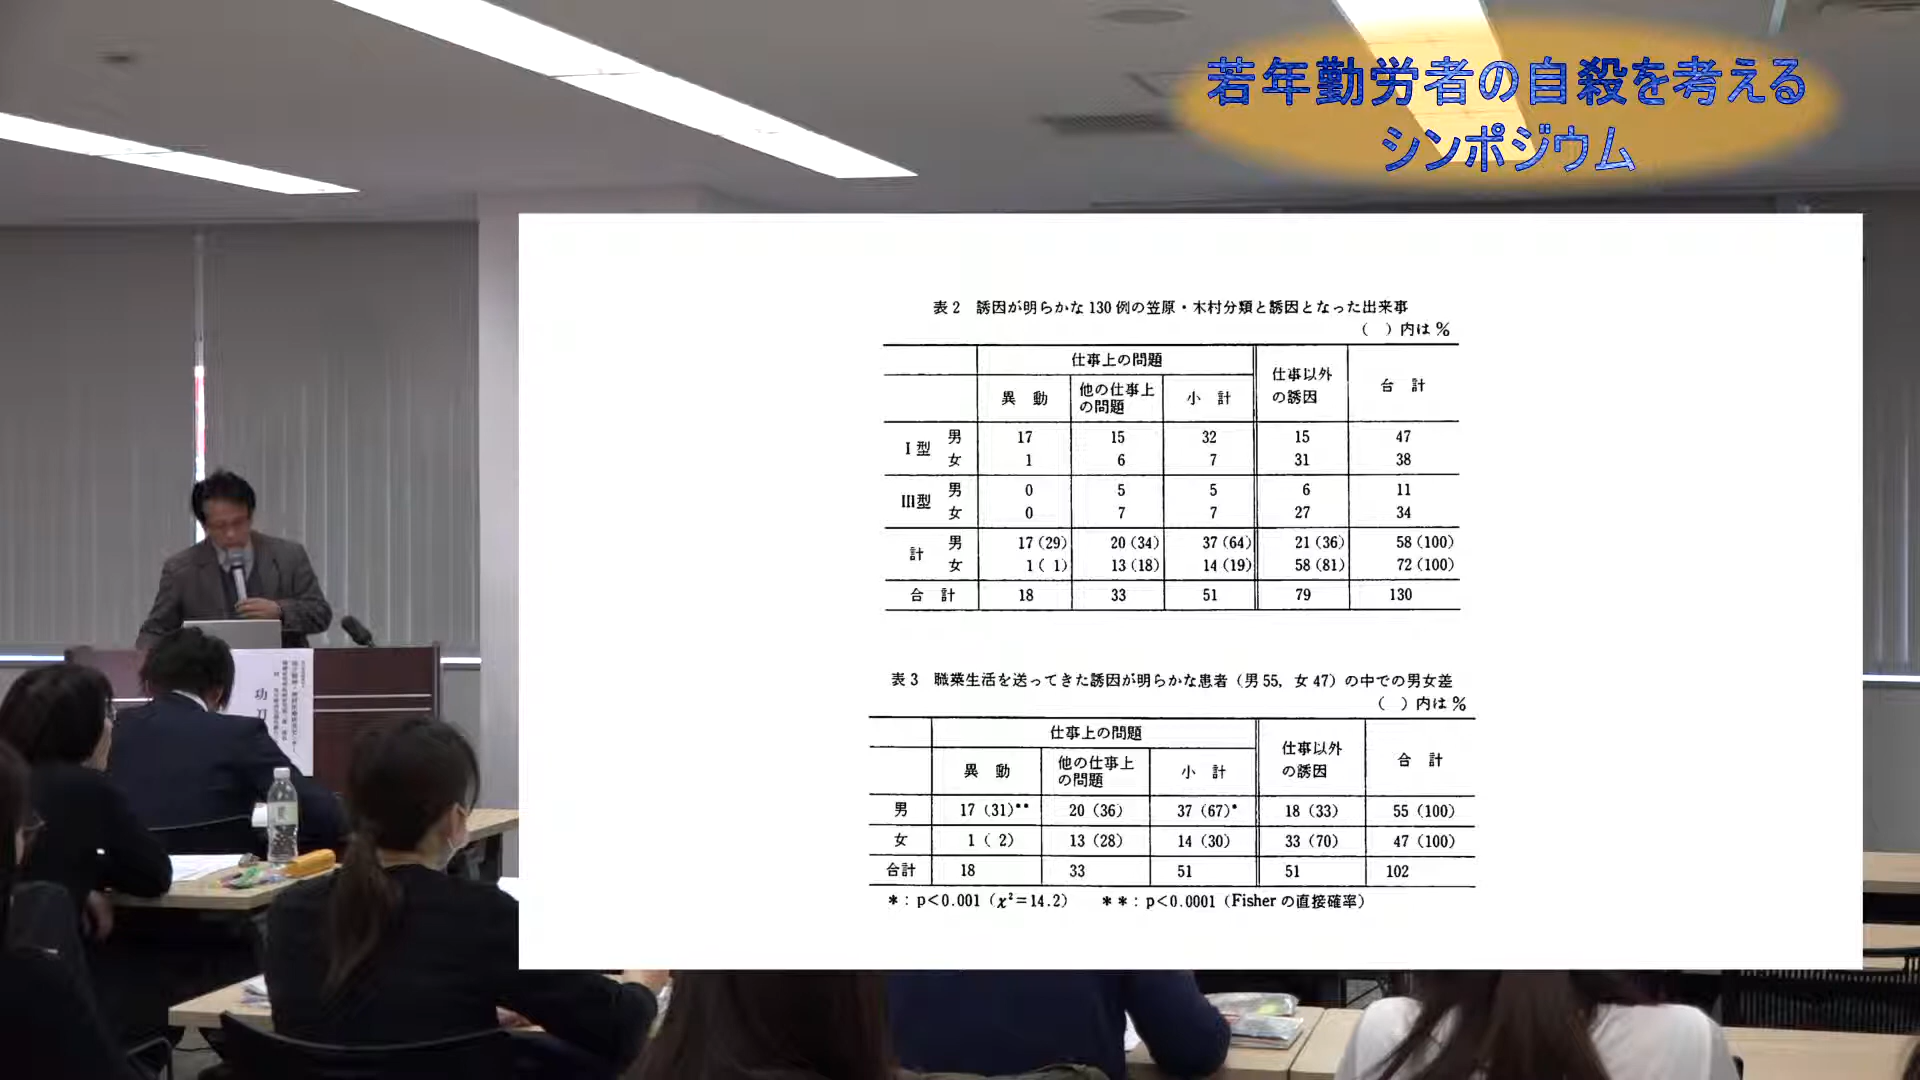 若年勤労者の自殺を考える
シンポジウム
表2 誘因が明らかな130例の笠原・木村分類と誘因となった出来事
( )内は%
仕事上の問題
仕事以外の誘因
合計
異動
他の仕事上の問題
小計
I型 男 17 15 32 15 47
女 1 6 7 31 38
III型 男 0 5 5 6 11
女 0 7 7 27 34
計 男 17(29) 20(34) 37(64) 21(36) 58(100)
女 1( 1) 13(18) 14(19) 58(81) 72(100)
合計 18 33 51 79 130
表3 職業生活を送ってきた誘因が明らかな患者(男55, 女47)の中での男女差
( )内は%
仕事上の問題
仕事以外の誘因
合計
異動
他の仕事上の問題
小計
男 17(31)** 20(36) 37(67)* 18(33) 55(100)
女 1( 2) 13(28) 14(30) 33(70) 47(100)
合計 18 33 51 51 102
*: p<0.001 (χ²=14.2) **: p<0.0001 (Fisherの直接確率)
功刀